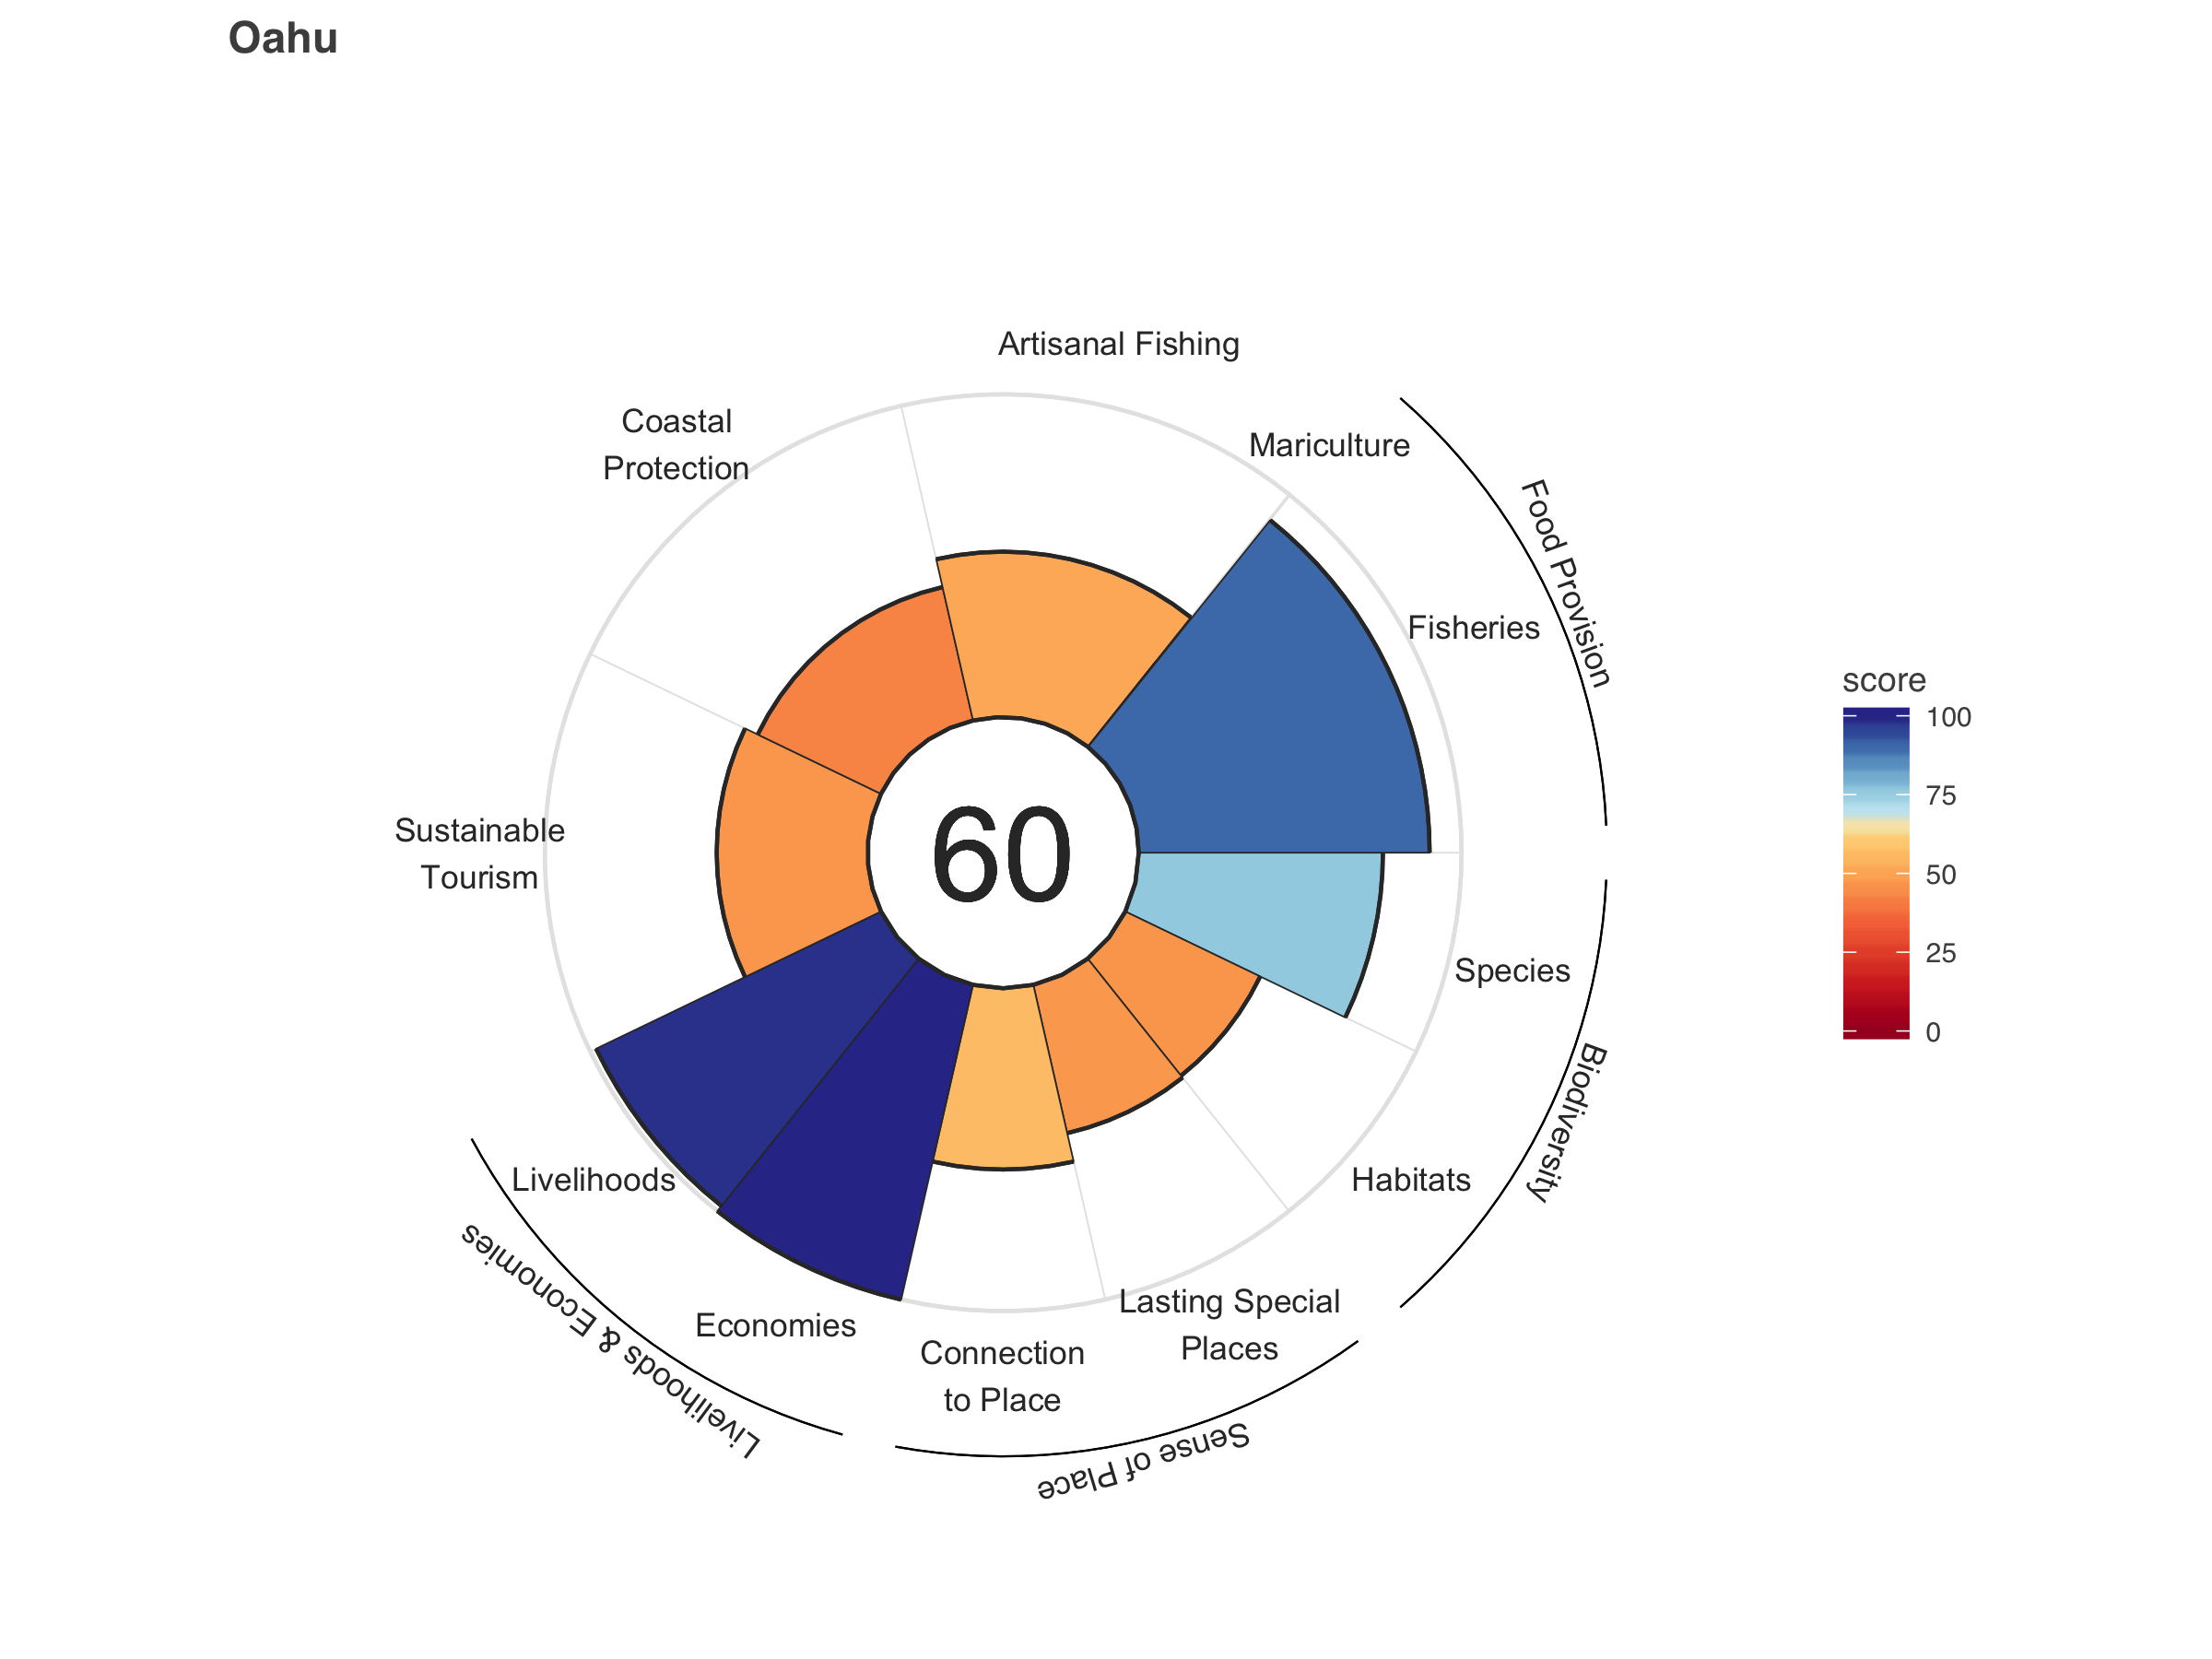 Oahu
Artisanal Fishing
Coastal
Protection
Mariculture
Food Provision
Fisheries
score
100
75
50
25
0
60
Sustainable
Tourism
Species
Biodiversity
Habitats
Livelihoods
Livelihoods & Economies
Economies
Lasting Special
Places
Connection
to Place
Sense of Place